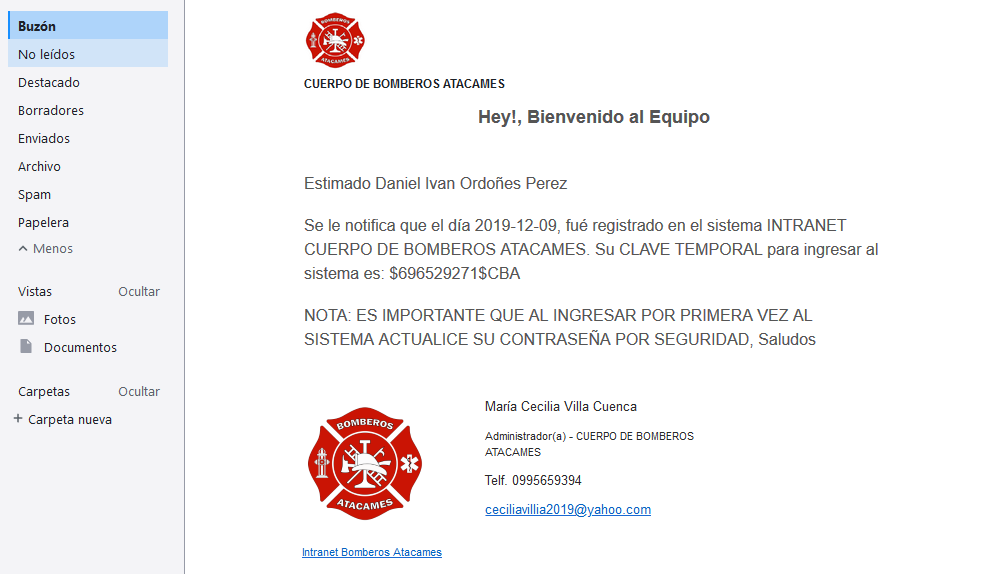 Buzón
No leídos
Destacado
Borradores
Enviados
Archivo
Spam
Papelera
Menos
Vistas Ocultar
Fotos
Documentos
Carpetas Ocultar
+ Carpeta nueva
BOMBEROS
ATACAMES
CUERPO DE BOMBEROS ATACAMES
Hey!, Bienvenido al Equipo
Estimado Daniel Ivan Ordoñes Perez
Se le notifica que el día 2019-12-09, fué registrado en el sistema INTRANET
CUERPO DE BOMBEROS ATACAMES. Su CLAVE TEMPORAL para ingresar al
sistema es: $696529271$CBA
NOTA: ES IMPORTANTE QUE AL INGRESAR POR PRIMERA VEZ AL
SISTEMA ACTUALICE SU CONTRASEÑA POR SEGURIDAD, Saludos
BOMBEROS
ATACAMES
María Cecilia Villa Cuenca
Administrador(a) - CUERPO DE BOMBEROS
ATACAMES
Telf. 0995659394
ceciliavillia2019@yahoo.com
Intranet Bomberos Atacames